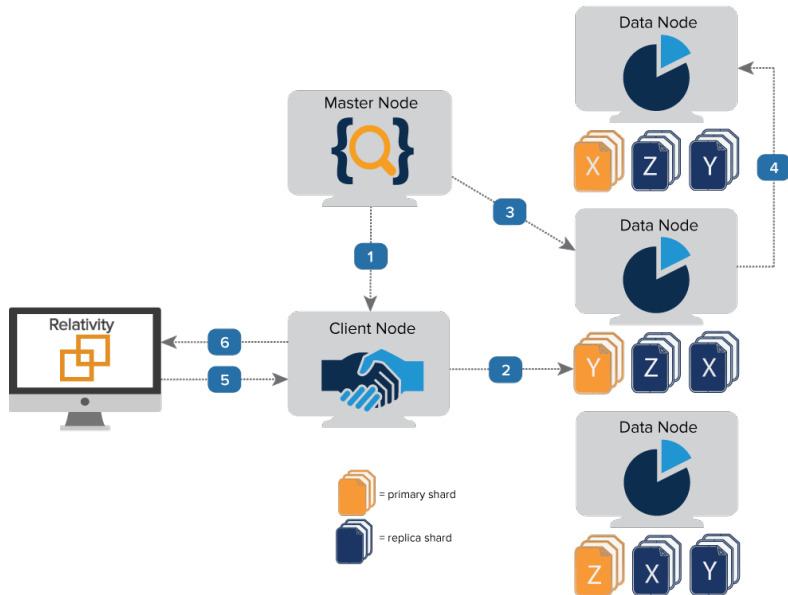 Data Node
X Z Y
Master Node
4
3
Data Node
1
Relativity
Client Node
6
5
2
Y Z X
Data Node
= primary shard
= replica shard
Z X Y